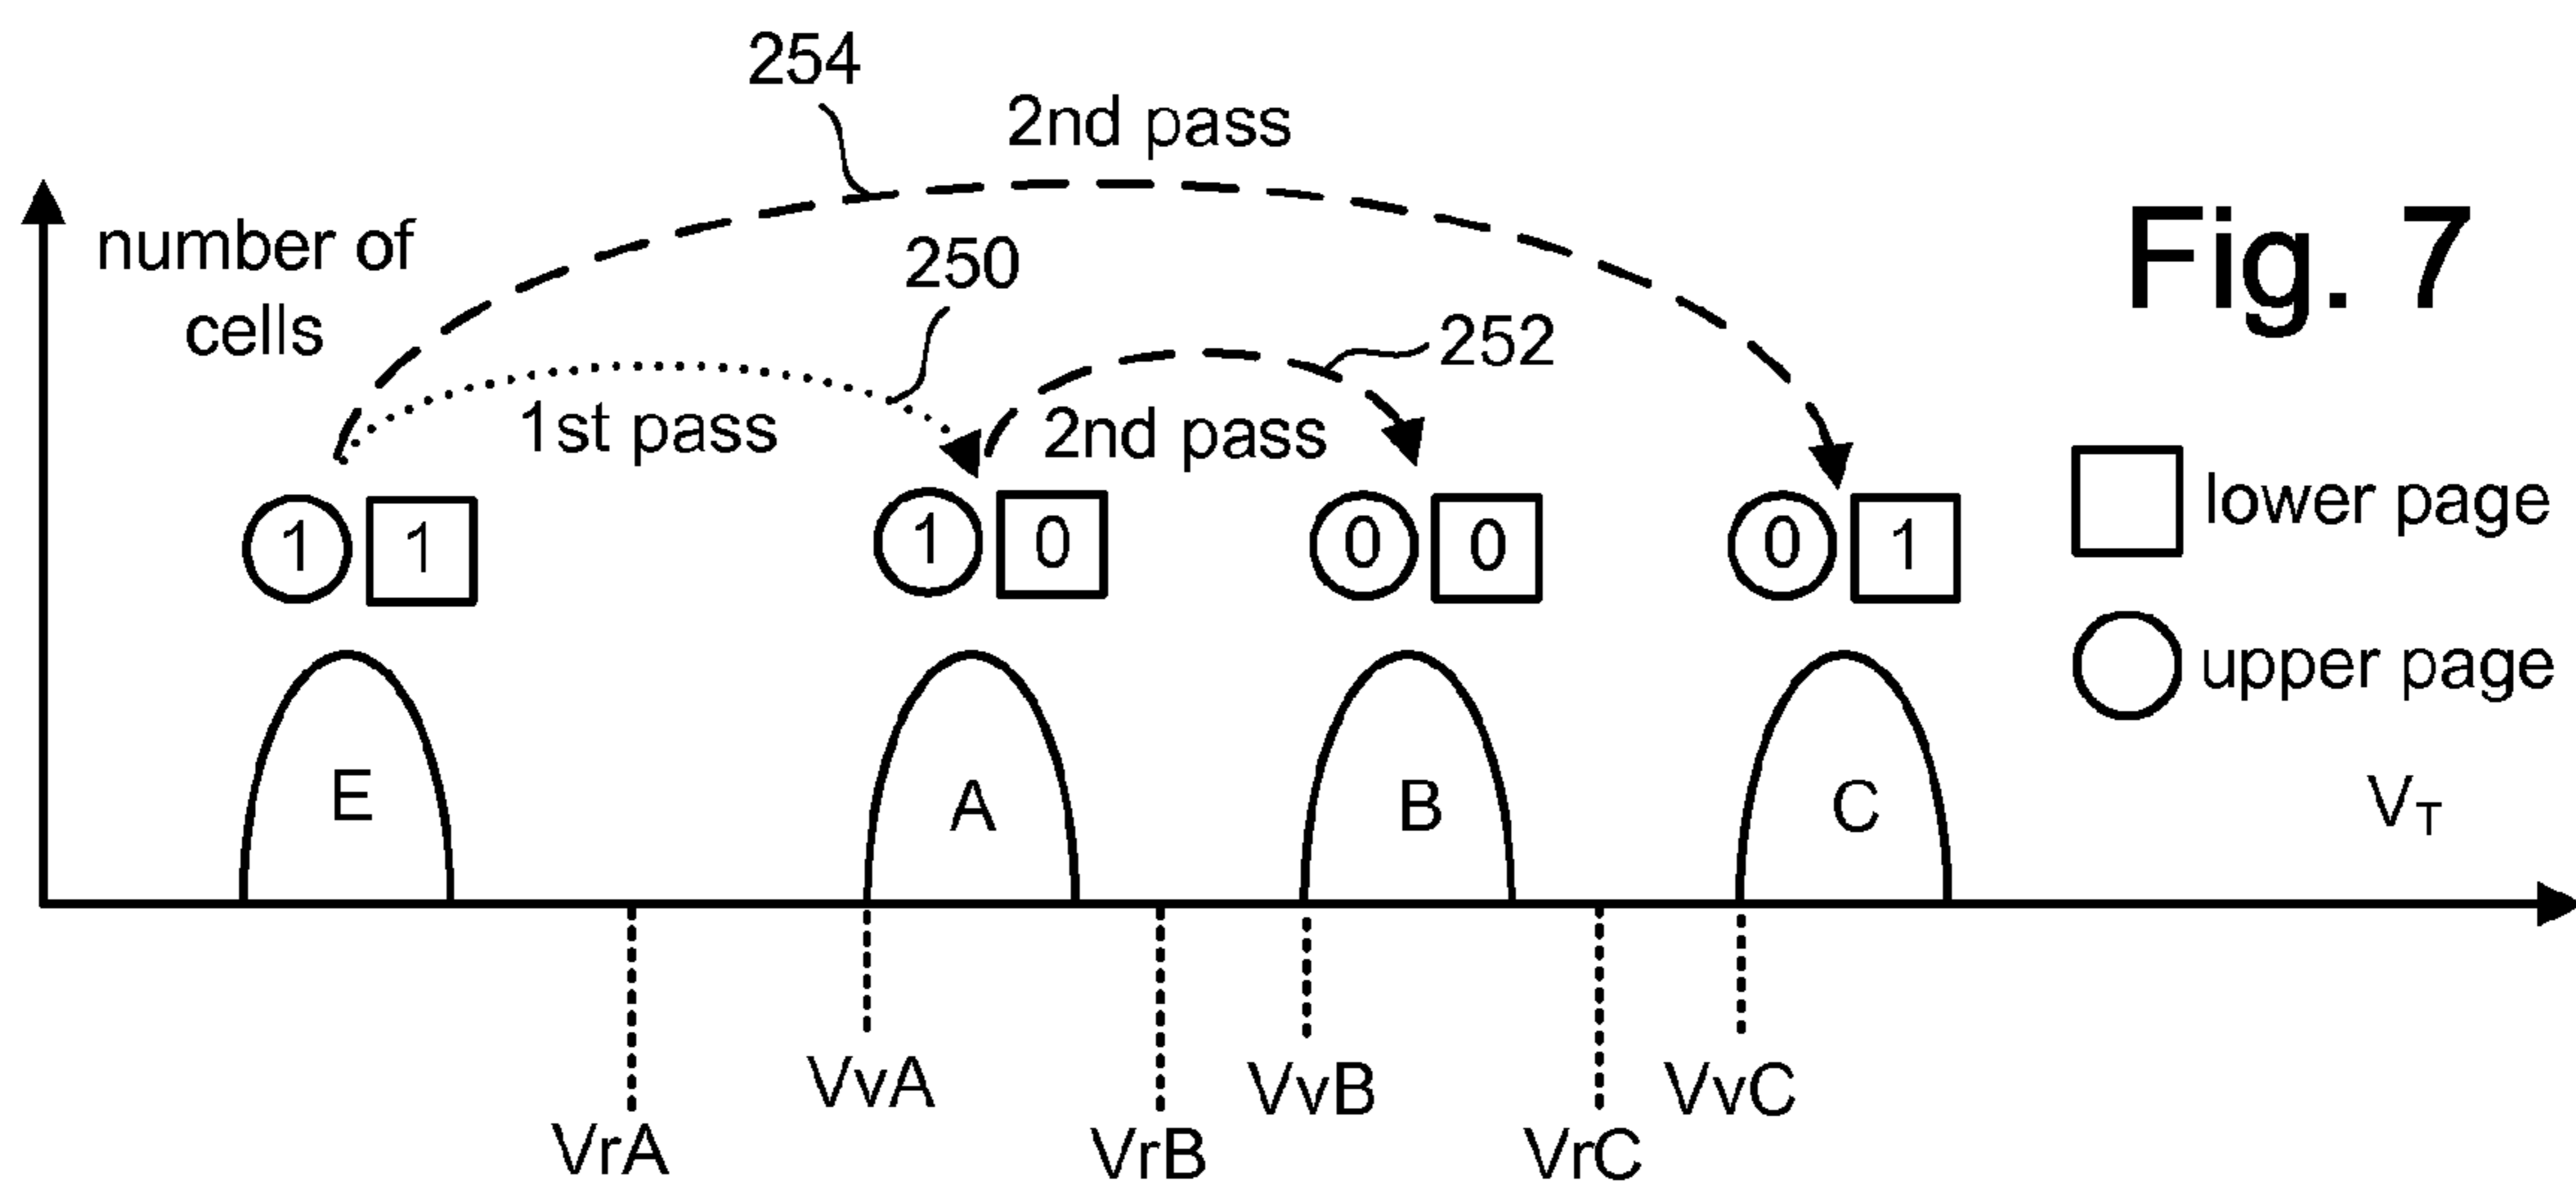 254
2nd pass
Fig. 7
number of
cells
250
252
1st pass
2nd pass
1 1
1 0
0 0
0 1
lower page
upper page
E
A
B
C
VT
VvA
VvB
VvC
VrA
VrB
VrC